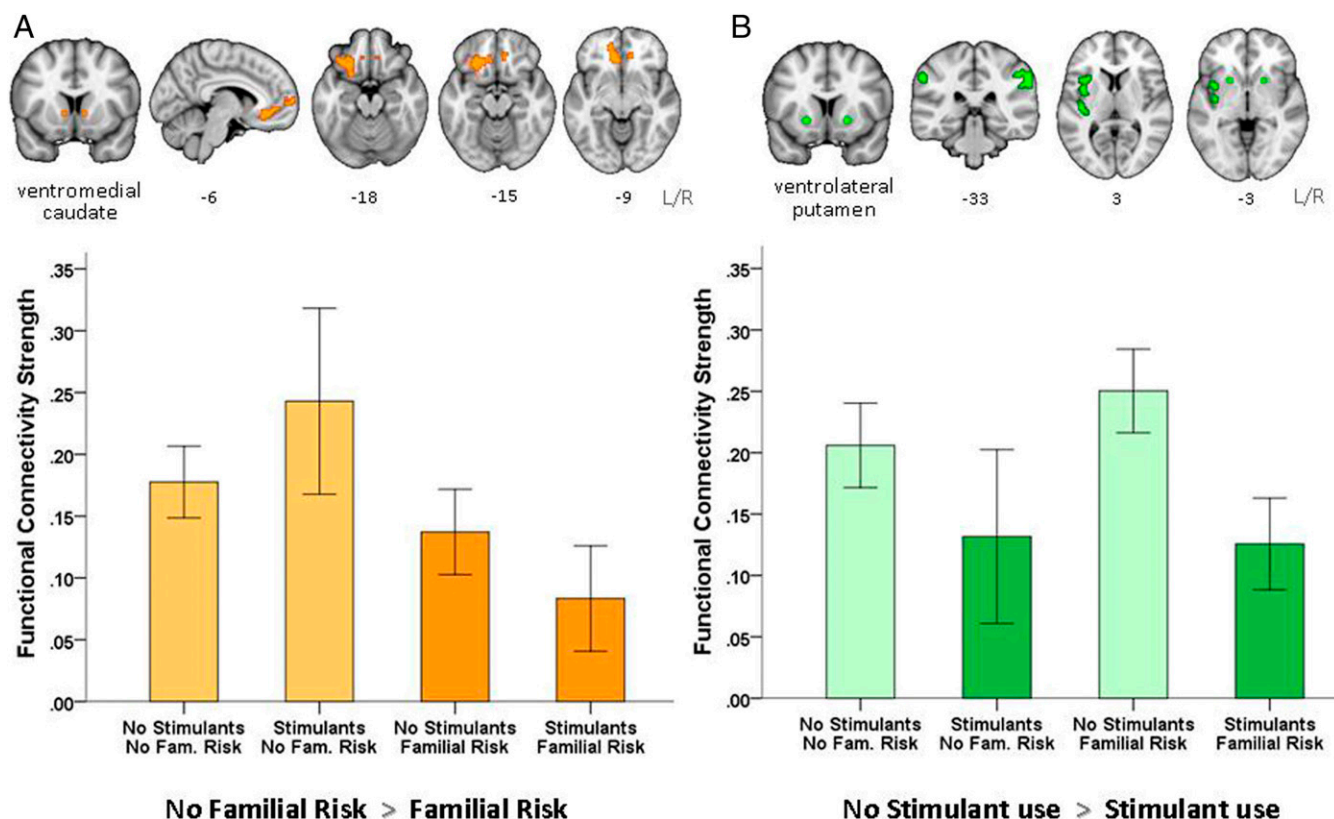 A
ventromedial
caudate
-6
-18
-15
-9
L/R
Functional Connectivity Strength
.35
.30
.25
.20
.15
.10
.05
.00
No Stimulants
No Fam. Risk
Stimulants
No Fam. Risk
No Stimulants
Familial Risk
Stimulants
Familial Risk
No Familial Risk > Familial Risk
B
ventrolateral
putamen
-33
3
-3
L/R
Functional Connectivity Strength
.35
.30
.25
.20
.15
.10
.05
.00
No Stimulants
No Fam. Risk
Stimulants
No Fam. Risk
No Stimulants
Familial Risk
Stimulants
Familial Risk
No Stimulant use > Stimulant use